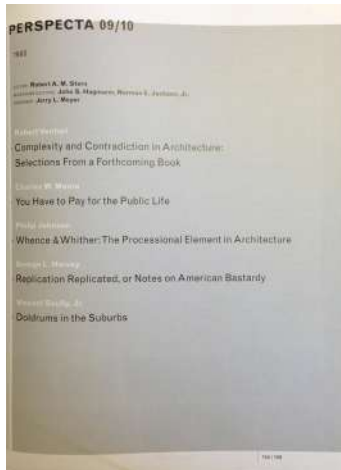 PERSPECTA 09/10
1965
Robert A. M. Stern
John S. Hagmann, Norman E. Jackson, Jr.
Jerry L. Meyer
Robert Venturi
Complexity and Contradiction in Architecture:
Selections From a Forthcoming Book
Charles W. Moore
You Have to Pay for the Public Life
Philip Johnson
Whence & Whither: The Processional Element in Architecture
George L. Hersey
Replication Replicated, or Notes on American Bastardy
Vincent Scully, Jr.
Doldrums in the Suburbs